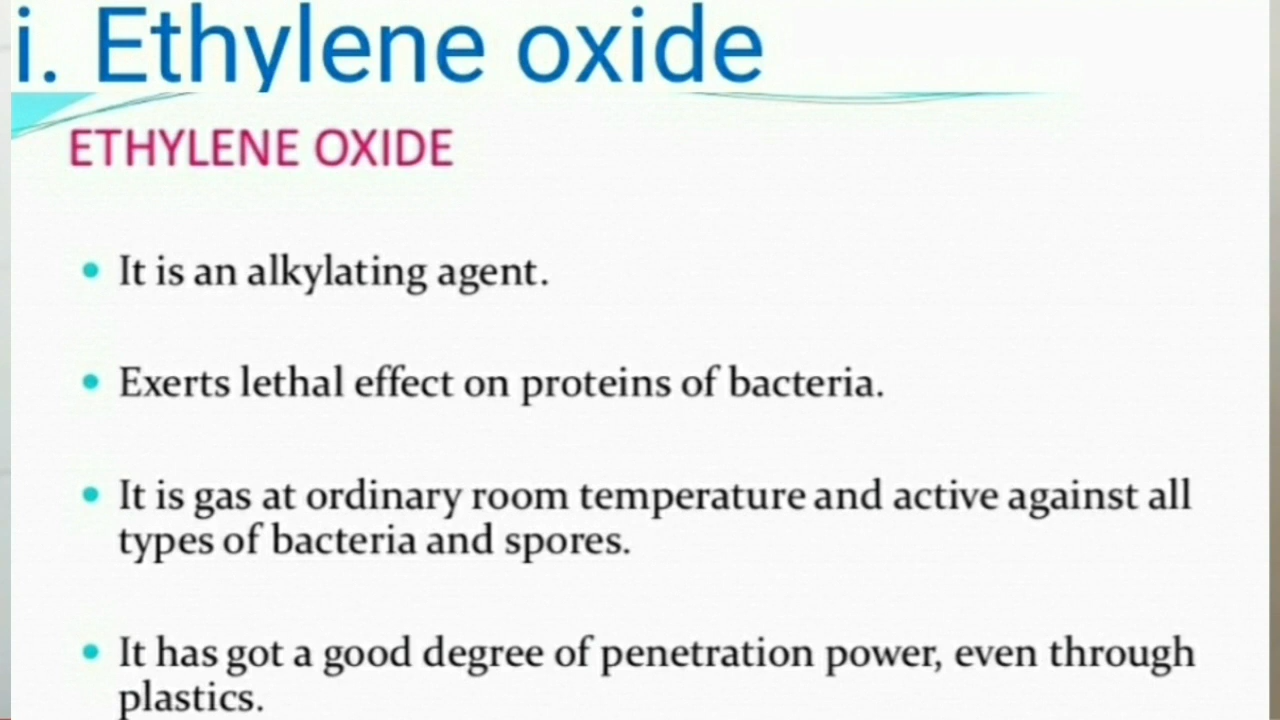 i. Ethylene oxide
ETHYLENE OXIDE
It is an alkylating agent.
Exerts lethal effect on proteins of bacteria.
It is gas at ordinary room temperature and active against all
types of bacteria and spores.
It has got a good degree of penetration power, even through
plastics.